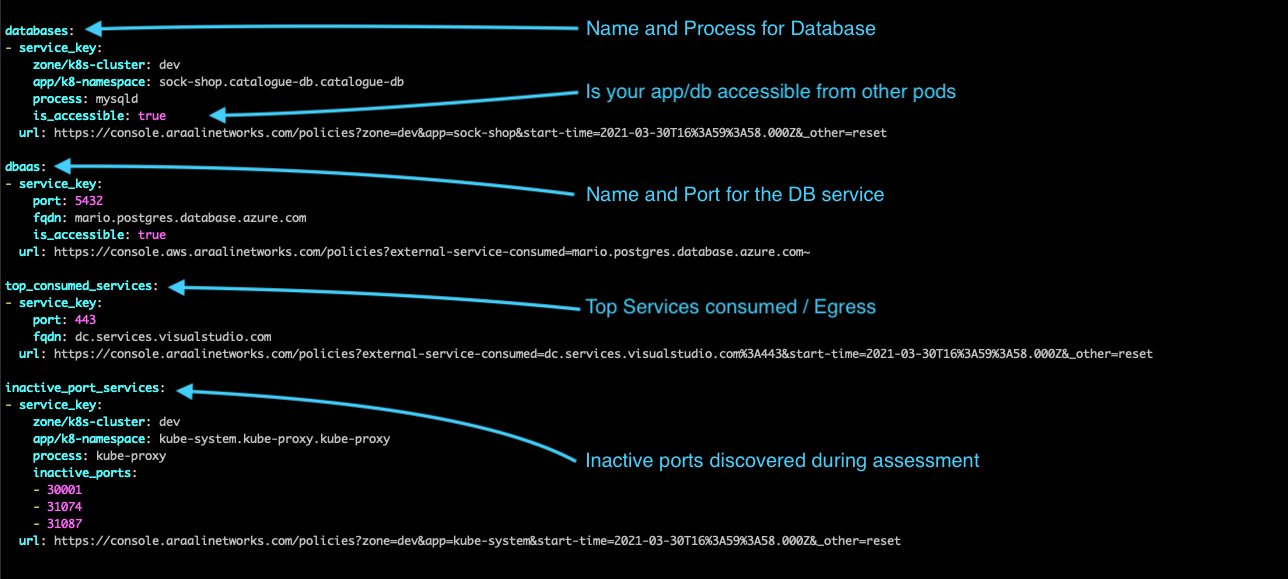 databases:
Name and Process for Database
- service_key:
zone/k8s-cluster: dev
app/k8-namespace: sock-shop.catalogue-db.catalogue-db
process: mysqld
Is your app/db accessible from other pods
is_accessible: true
url: https://console.araalinetworks.com/policies?zone=dev&app=sock-shop&start-time=2021-03-30T16%3A59%3A58.000Z&_other=reset
dbaas:
- service_key:
Name and Port for the DB service
port: 5432
fqdn: mario.postgres.database.azure.com
is_accessible: true
url: https://console.aws.araalinetworks.com/policies?external-service-consumed=mario.postgres.database.azure.com~
top_consumed_services:
- service_key:
Top Services consumed / Egress
port: 443
fqdn: dc.services.visualstudio.com
url: https://console.araalinetworks.com/policies?external-service-consumed=dc.services.visualstudio.com%3A443&start-time=2021-03-30T16%3A59%3A58.000Z&_other=reset
inactive_port_services:
- service_key:
zone/k8s-cluster: dev
app/k8-namespace: kube-system.kube-proxy.kube-proxy
process: kube-proxy
Inactive ports discovered during assessment
inactive_ports:
- 30001
- 31074
- 31087
url: https://console.araalinetworks.com/policies?zone=dev&app=kube-system&start-time=2021-03-30T16%3A59%3A58.000Z&_other=reset